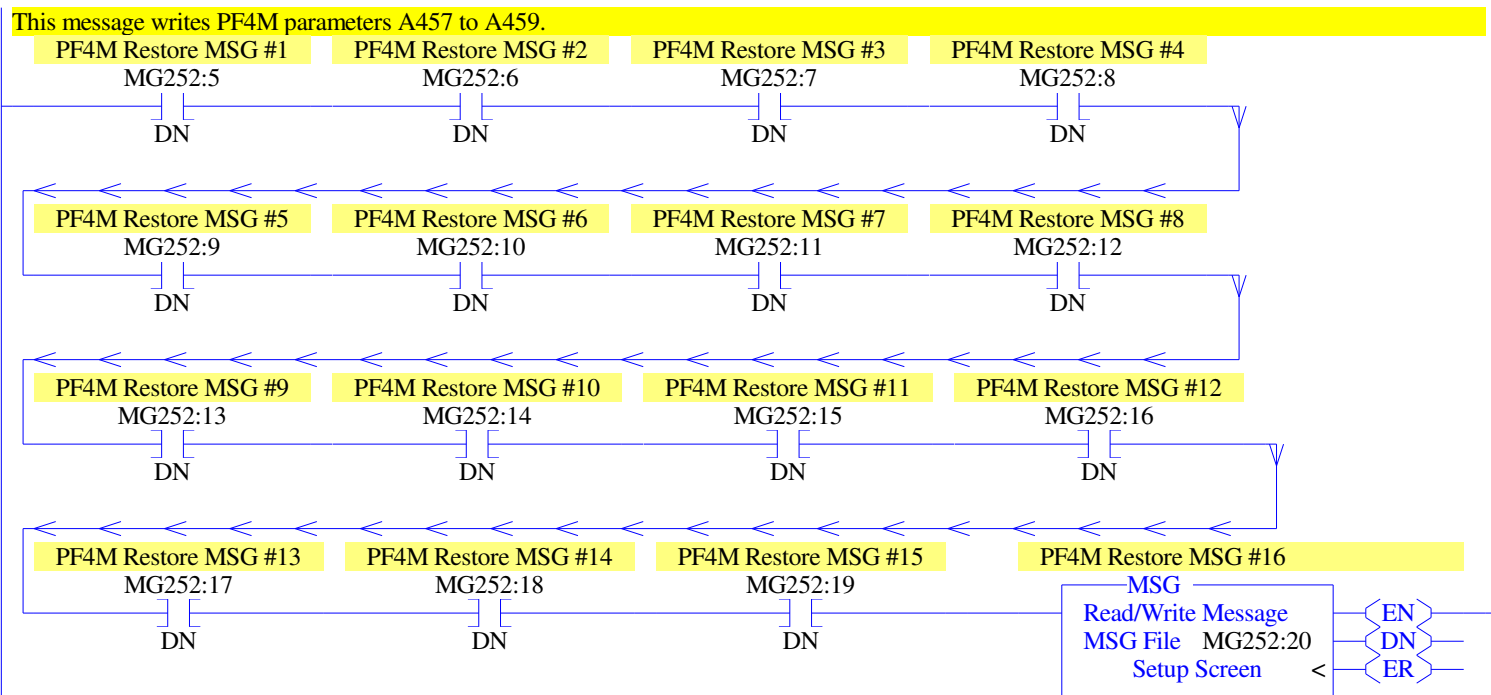 This message writes PF4M parameters A457 to A459.
PF4M Restore MSG #1 PF4M Restore MSG #2 PF4M Restore MSG #3 PF4M Restore MSG #4
MG252:5 MG252:6 MG252:7 MG252:8
DN DN DN DN
PF4M Restore MSG #5 PF4M Restore MSG #6 PF4M Restore MSG #7 PF4M Restore MSG #8
MG252:9 MG252:10 MG252:11 MG252:12
DN DN DN DN
PF4M Restore MSG #9 PF4M Restore MSG #10 PF4M Restore MSG #11 PF4M Restore MSG #12
MG252:13 MG252:14 MG252:15 MG252:16
DN DN DN DN
PF4M Restore MSG #13 PF4M Restore MSG #14 PF4M Restore MSG #15 PF4M Restore MSG #16
MG252:17 MG252:18 MG252:19 MSG
Read/Write Message EN
DN DN DN MSG File MG252:20 DN
Setup Screen < ER